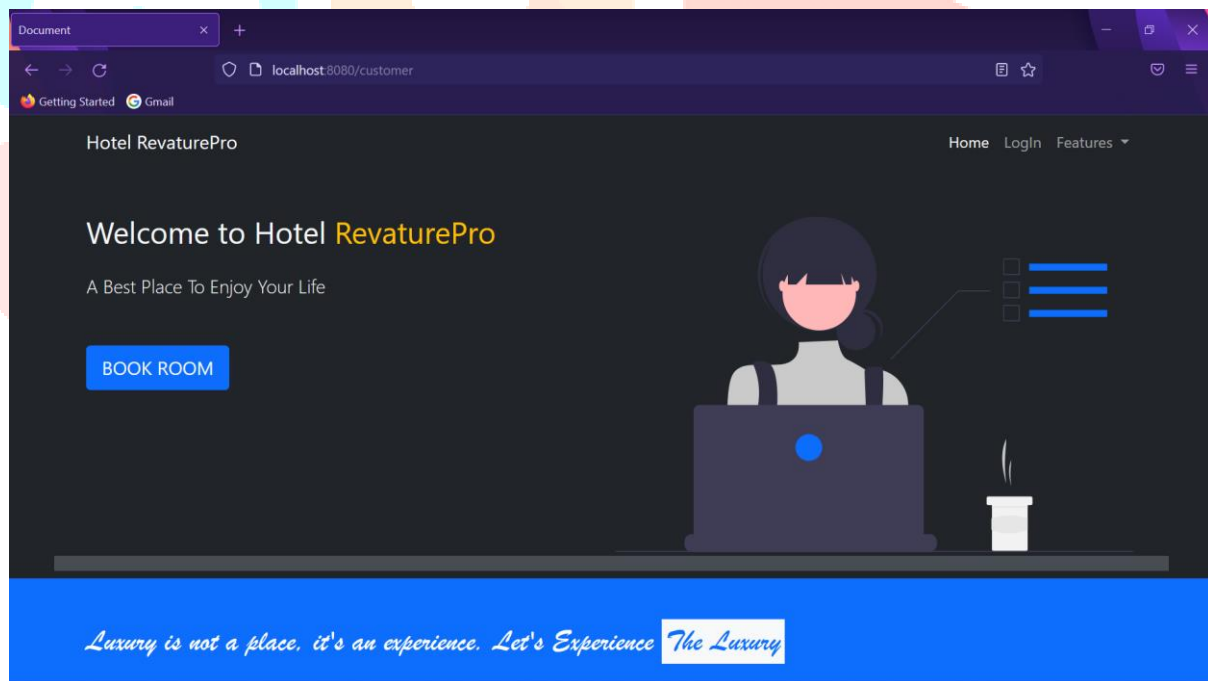 Document
localhost:8080/customer
Getting Started Gmail
Hotel RevaturePro Home LogIn Features
Welcome to Hotel RevaturePro
A Best Place To Enjoy Your Life
BOOK ROOM
Luxury is not a place, it's an experience. Let's Experience The Luxury